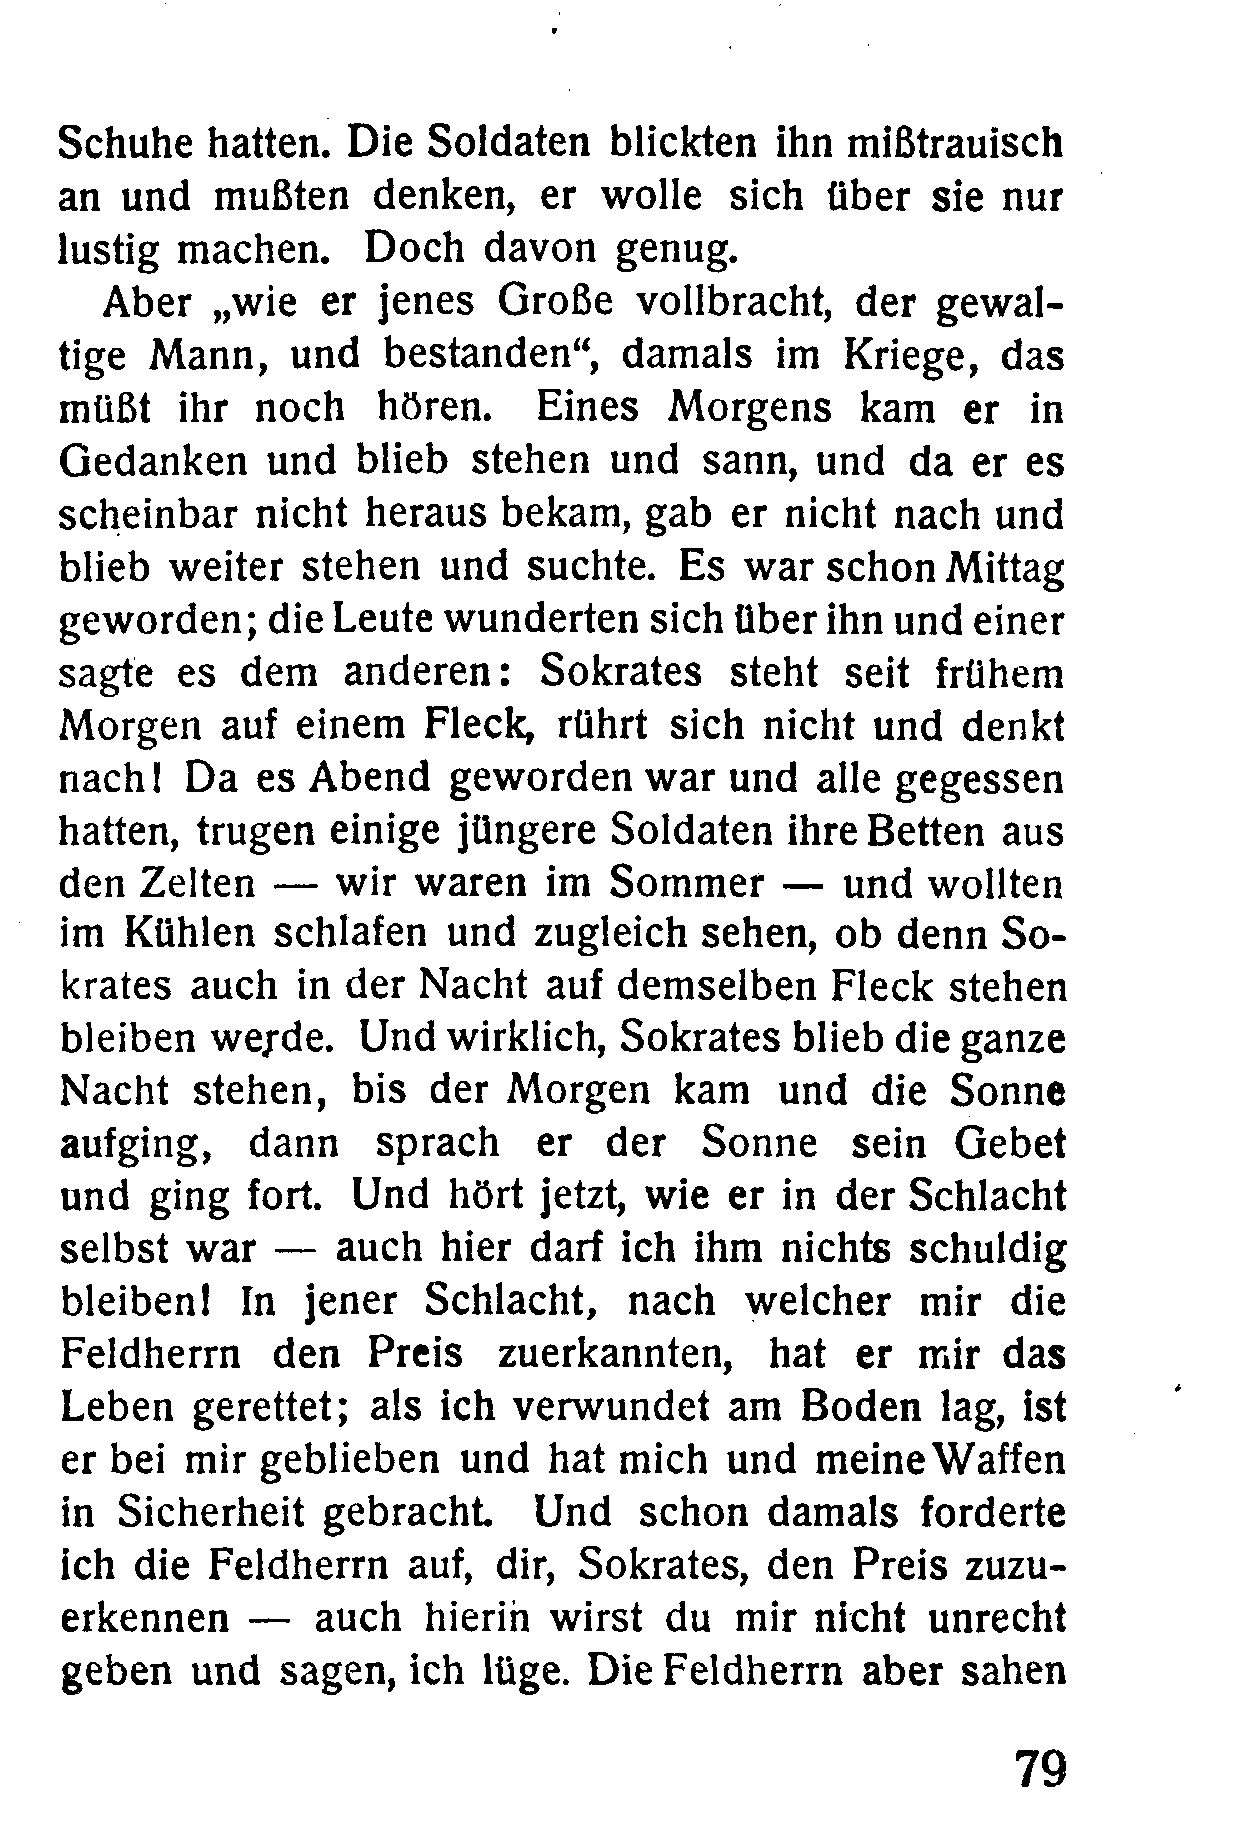 Schuhe hatten. Die Soldaten blickten ihn mißtrauisch
an und mußten denken, er wolle sich über sie nur
lustig machen. Doch davon genug.
Aber „wie er jenes Große vollbracht, der gewal-
tige Mann, und bestanden“, damals im Kriege, das
müßt ihr noch hören. Eines Morgens kam er in
Gedanken und blieb stehen und sann, und da er es
scheinbar nicht heraus bekam, gab er nicht nach und
blieb weiter stehen und suchte. Es war schon Mittag
geworden; die Leute wunderten sich über ihn und einer
sagte es dem anderen: Sokrates steht seit frühem
Morgen auf einem Fleck, rührt sich nicht und denkt
nach! Da es Abend geworden war und alle gegessen
hatten, trugen einige jüngere Soldaten ihre Betten aus
den Zelten — wir waren im Sommer — und wollten
im Kühlen schlafen und zugleich sehen, ob denn So-
krates auch in der Nacht auf demselben Fleck stehen
bleiben werde. Und wirklich, Sokrates blieb die ganze
Nacht stehen, bis der Morgen kam und die Sonne
aufging, dann sprach er der Sonne sein Gebet
und ging fort. Und hört jetzt, wie er in der Schlacht
selbst war — auch hier darf ich ihm nichts schuldig
bleiben! In jener Schlacht, nach welcher mir die
Feldherrn den Preis zuerkannten, hat er mir das
Leben gerettet; als ich verwundet am Boden lag, ist
er bei mir geblieben und hat mich und meine Waffen
in Sicherheit gebracht. Und schon damals forderte
ich die Feldherrn auf, dir, Sokrates, den Preis zuzu-
erkennen — auch hierin wirst du mir nicht unrecht
geben und sagen, ich lüge. Die Feldherrn aber sahen
79